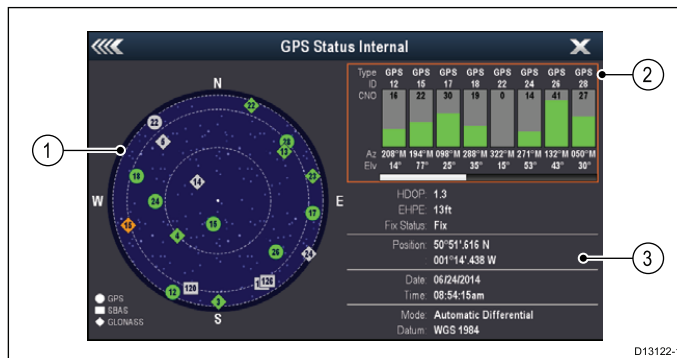 GPS Status Internal
Type GPS GPS GPS GPS GPS GPS GPS GPS
ID 12 15 17 18 22 24 26 28
CNO 16 22 30 19 0 14 41 27
Az 208°M 194°M 098°M 288°M 322°M 271°M 132°M 050°M
Elv 14° 77° 25° 35° 15° 53° 43° 30°
2
1
N
22
22
6
28
13
18
14
23
24
W
E
17
15
15
4
26
24
12
120
126
3
S
GPS
SBAS
GLONASS
HDOP: 1.3
EHPE: 13ft
Fix Status: Fix
Position: 50°51'.616 N
: 001°14'.438 W
3
Date: 06/24/2014
Time: 08:54:15am
Mode: Automatic Differential
Datum: WGS 1984